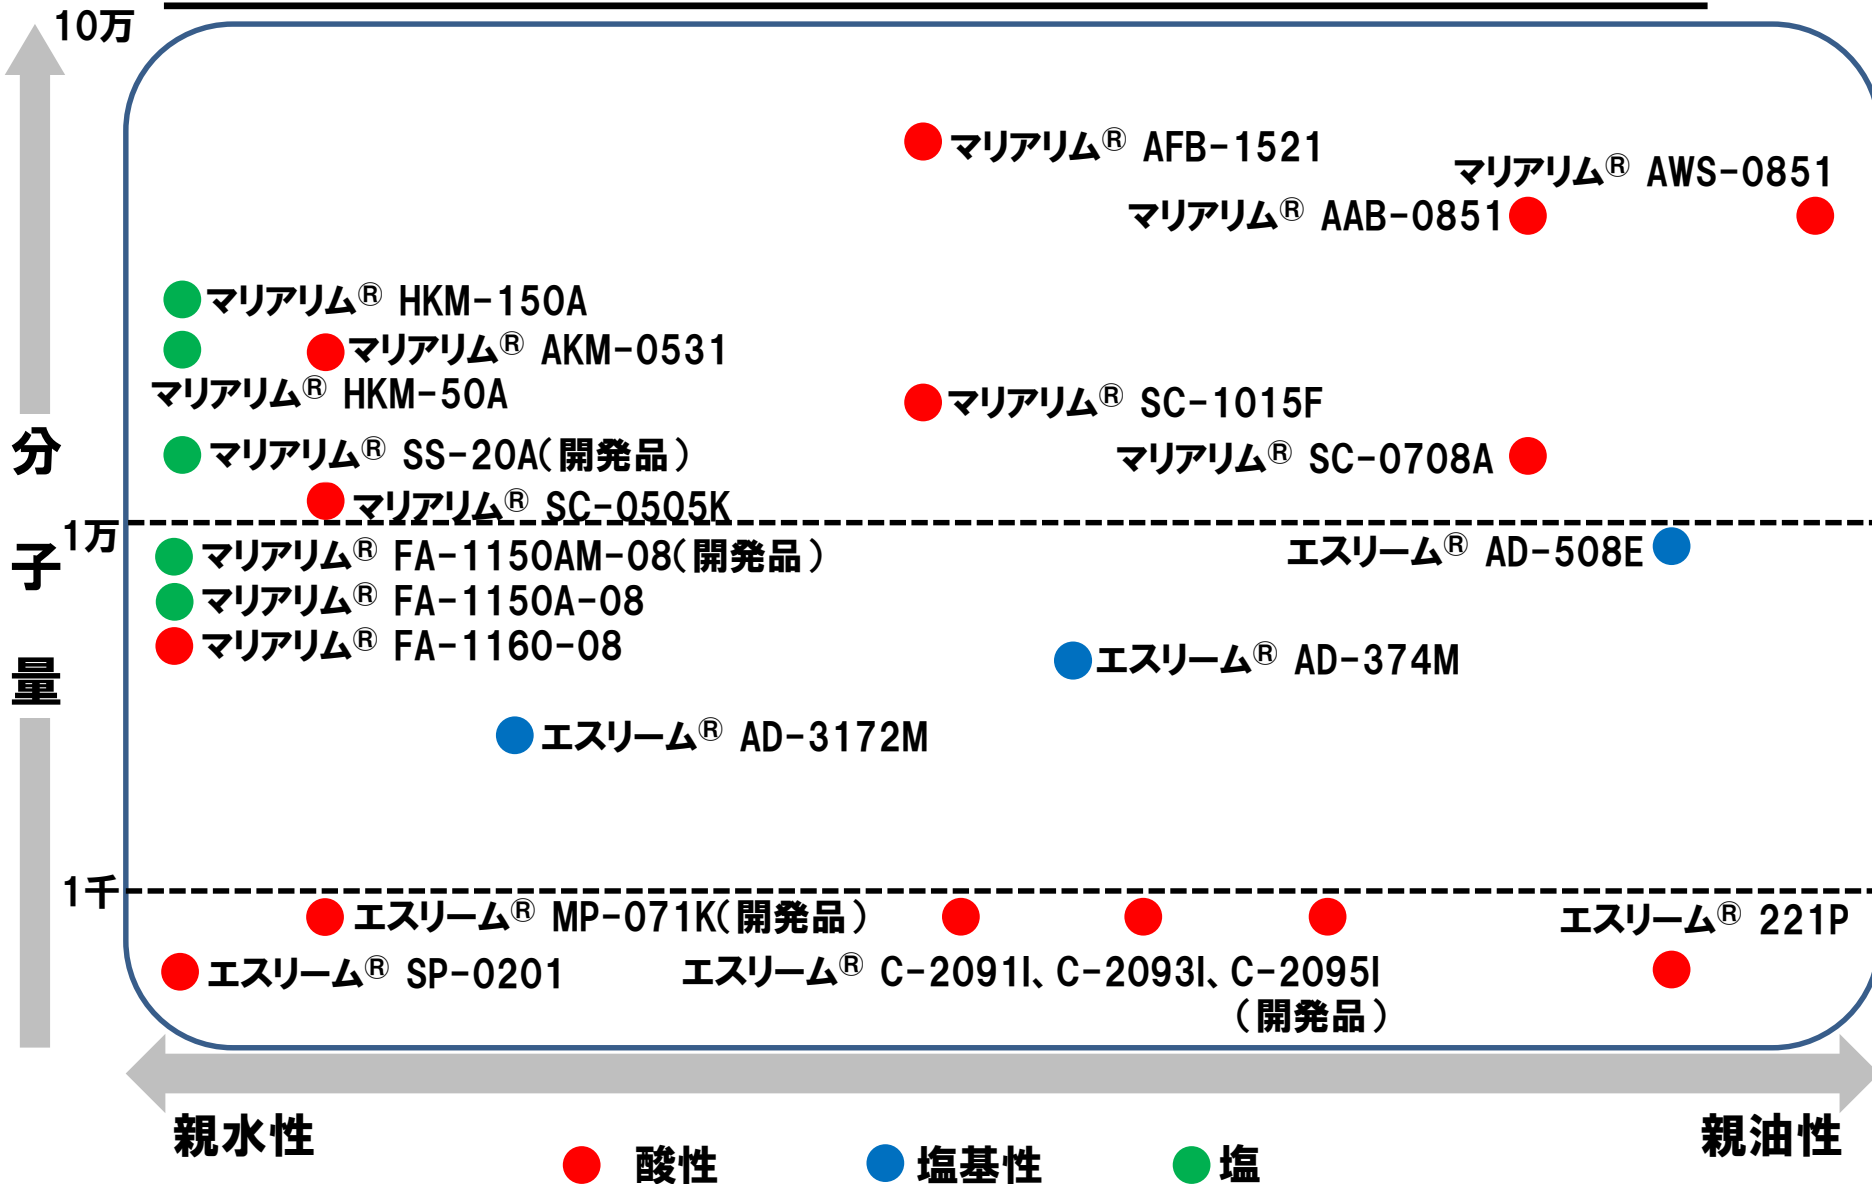 10万
マリアリム® AFB-1521
マリアリム® AWS-0851
マリアリム® AAB-0851
マリアリム® HKM-150A
マリアリム® AKM-0531
マリアリム® HKM-50A
マリアリム® SC-1015F
マリアリム® SS-20A(開発品)
マリアリム® SC-0708A
マリアリム® SC-0505K
分子量
1万
マリアリム® FA-1150AM-08(開発品)
エスリーム® AD-508E
マリアリム® FA-1150A-08
マリアリム® FA-1160-08
エスリーム® AD-374M
エスリーム® AD-3172M
1千
エスリーム® MP-071K(開発品)
エスリーム® 221P
エスリーム® SP-0201
エスリーム® C-2091I、C-2093I、C-2095I
(開発品)
親水性
親油性
酸性
塩基性
塩